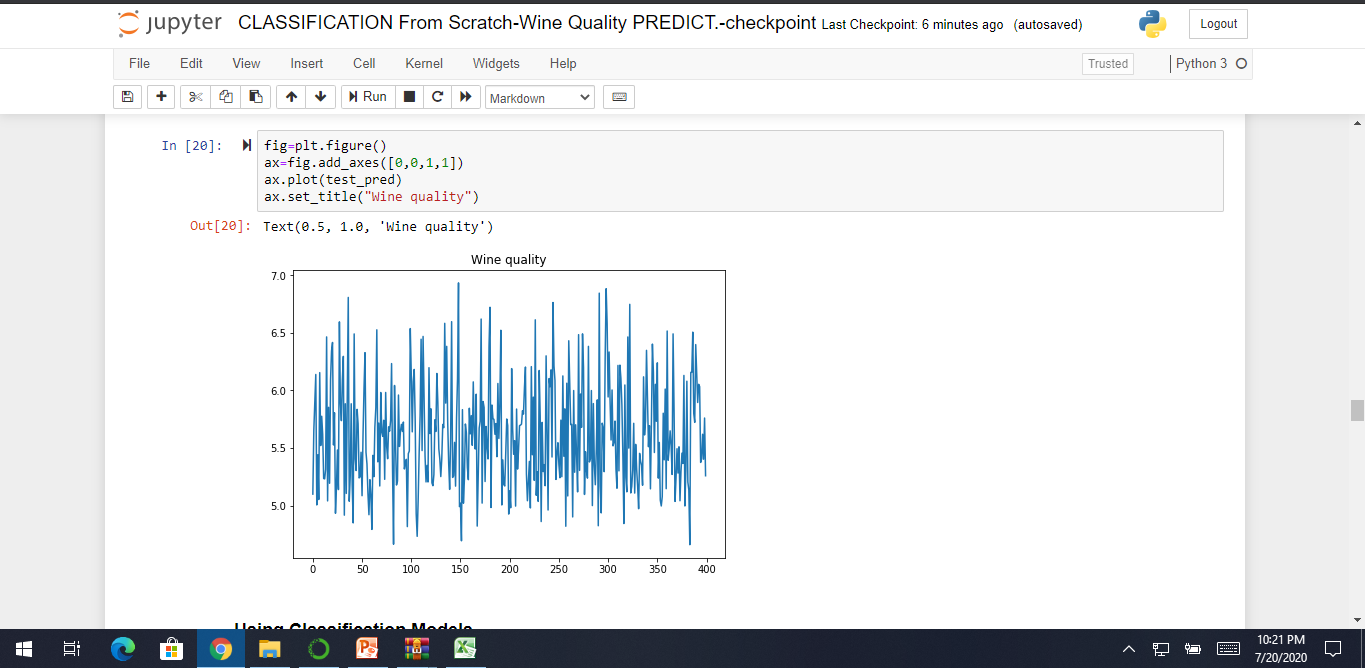 jupyter CLASSIFICATION From Scratch-Wine Quality PREDICT.-checkpoint Last Checkpoint: 6 minutes ago (autosaved) Logout
File Edit View Insert Cell Kernel Widgets Help Trusted Python 3
Run Markdown
In [20]:
fig=plt.figure()
ax=fig.add_axes([0,0,1,1])
ax.plot(test_pred)
ax.set_title("Wine quality")
Out[20]: Text(0.5, 1.0, 'Wine quality')
Wine quality
7.0
6.5
6.0
5.5
5.0
0 50 100 150 200 250 300 350 400
Using Classification Models
10:21 PM
7/20/2020